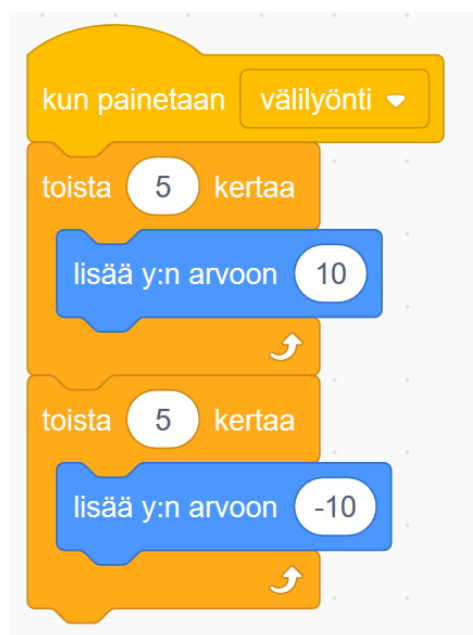 kun painetaan välilyönti
toista 5 kertaa
lisää y:n arvoon 10
toista 5 kertaa
lisää y:n arvoon -10